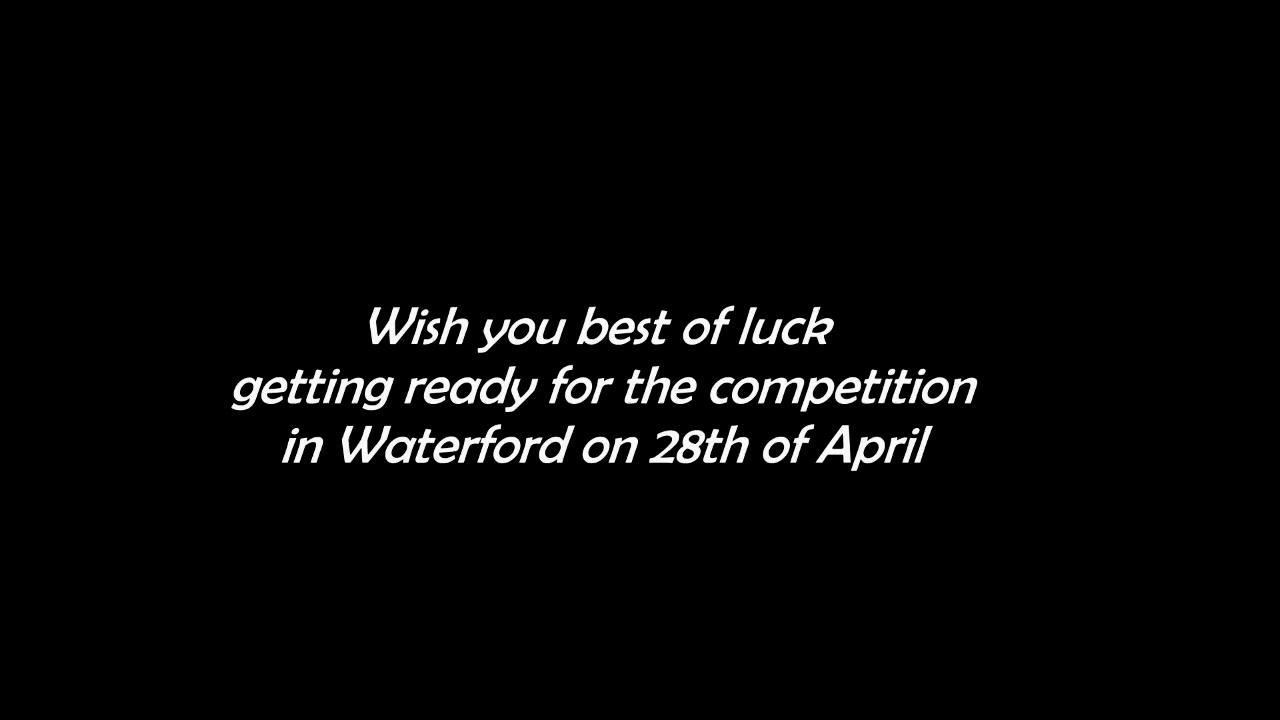 Wish you best of luck
getting ready for the competition
in Waterford on 28th of April